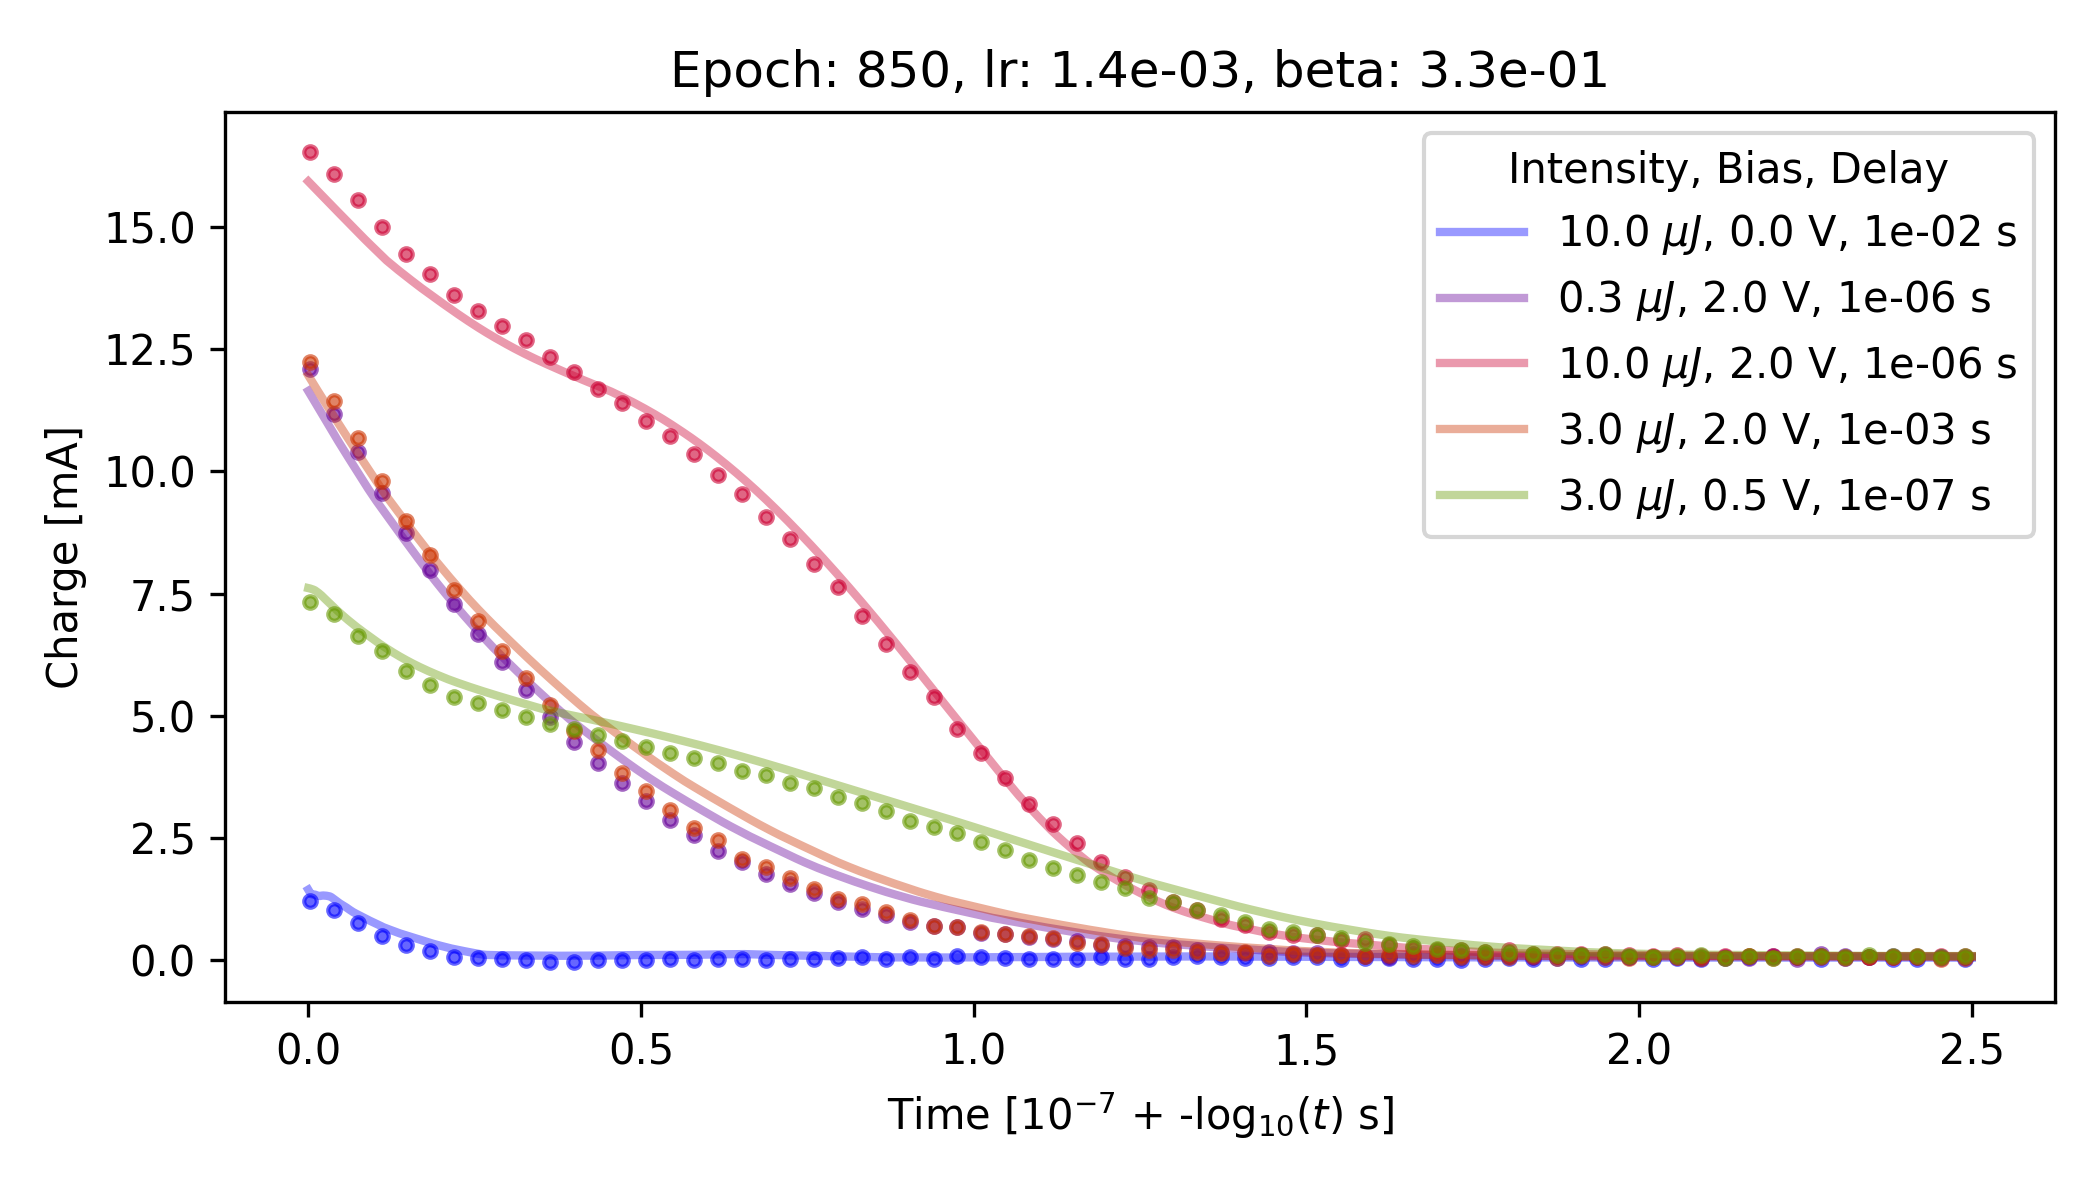 Epoch: 850, lr: 1.4e-03, beta: 3.3e-01
Intensity, Bias, Delay
10.0 μJ, 0.0 V, 1e-02 s
0.3 μJ, 2.0 V, 1e-06 s
10.0 μJ, 2.0 V, 1e-06 s
3.0 μJ, 2.0 V, 1e-03 s
3.0 μJ, 0.5 V, 1e-07 s
Charge [mA]
15.0
12.5
10.0
7.5
5.0
2.5
0.0
0.0 0.5 1.0 1.5 2.0 2.5
Time [10⁻⁷ + -log₁₀(t) s]